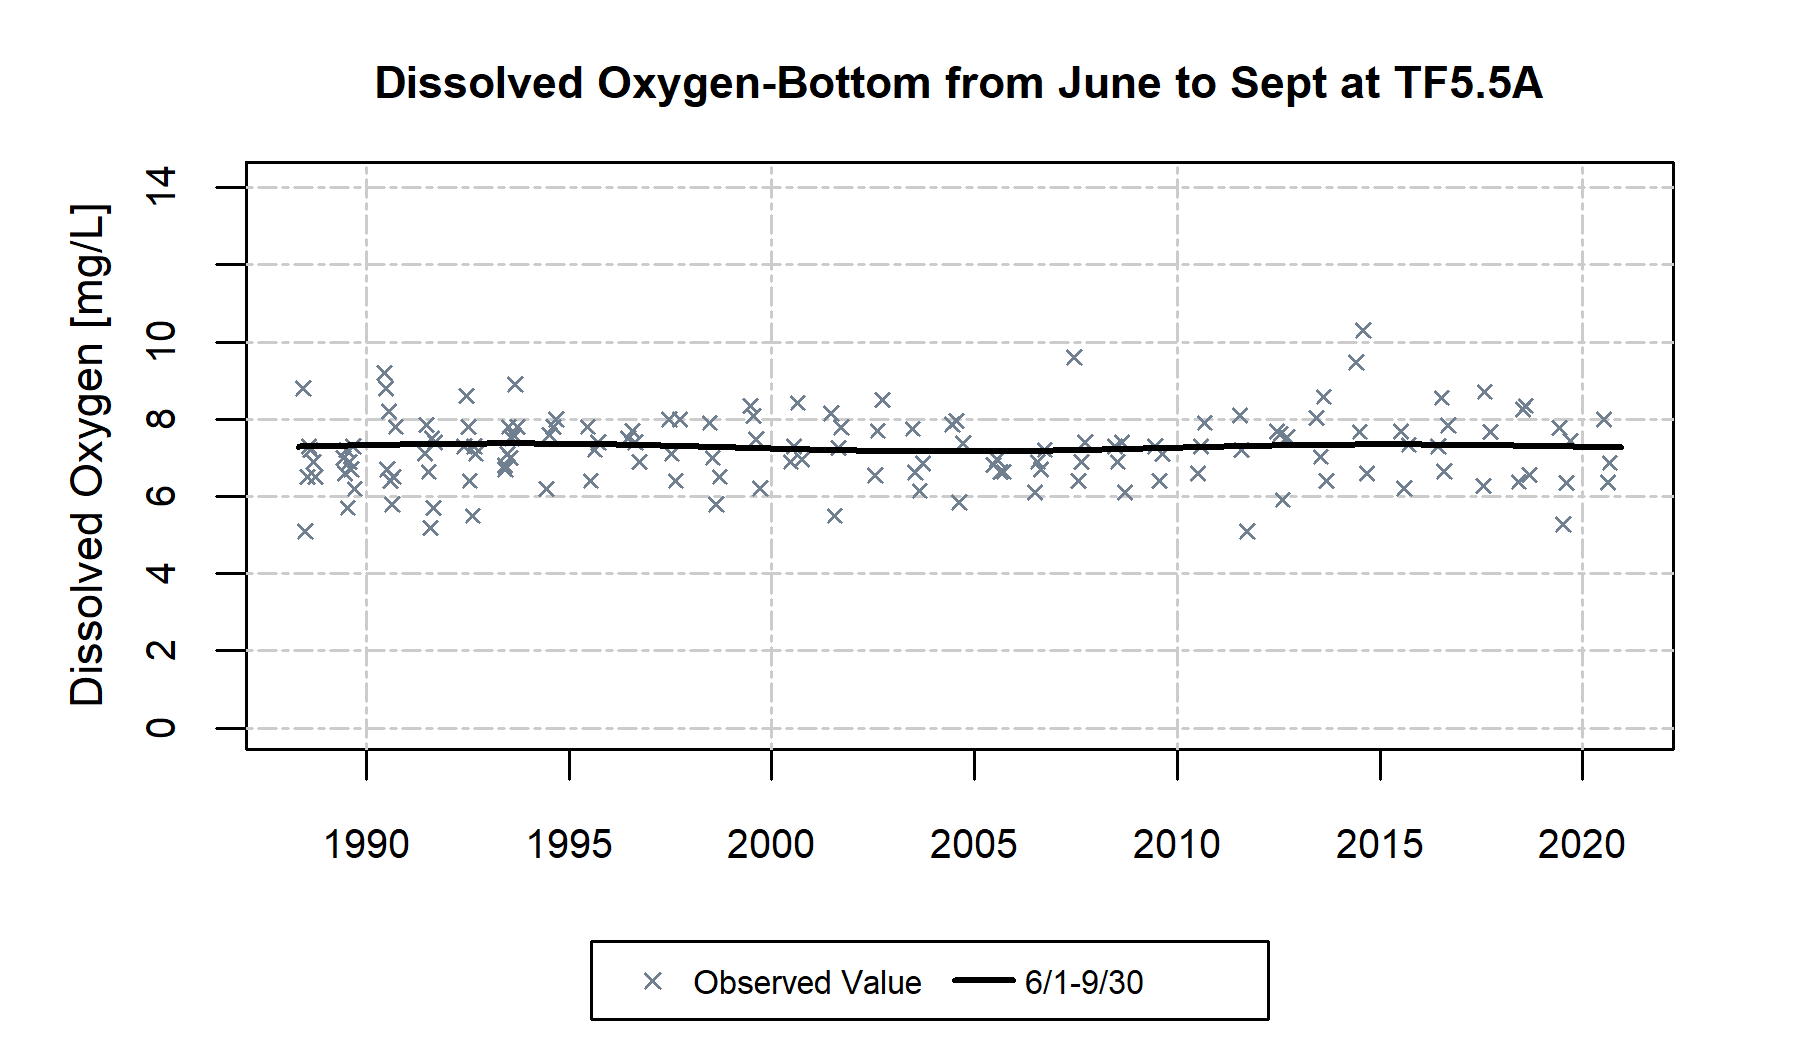 Dissolved Oxygen-Bottom from June to Sept at TF5.5A
Dissolved Oxygen [mg/L]
14
10
8
6
4
2
0
1990 1995 2000 2005 2010 2015 2020
Observed Value 6/1-9/30